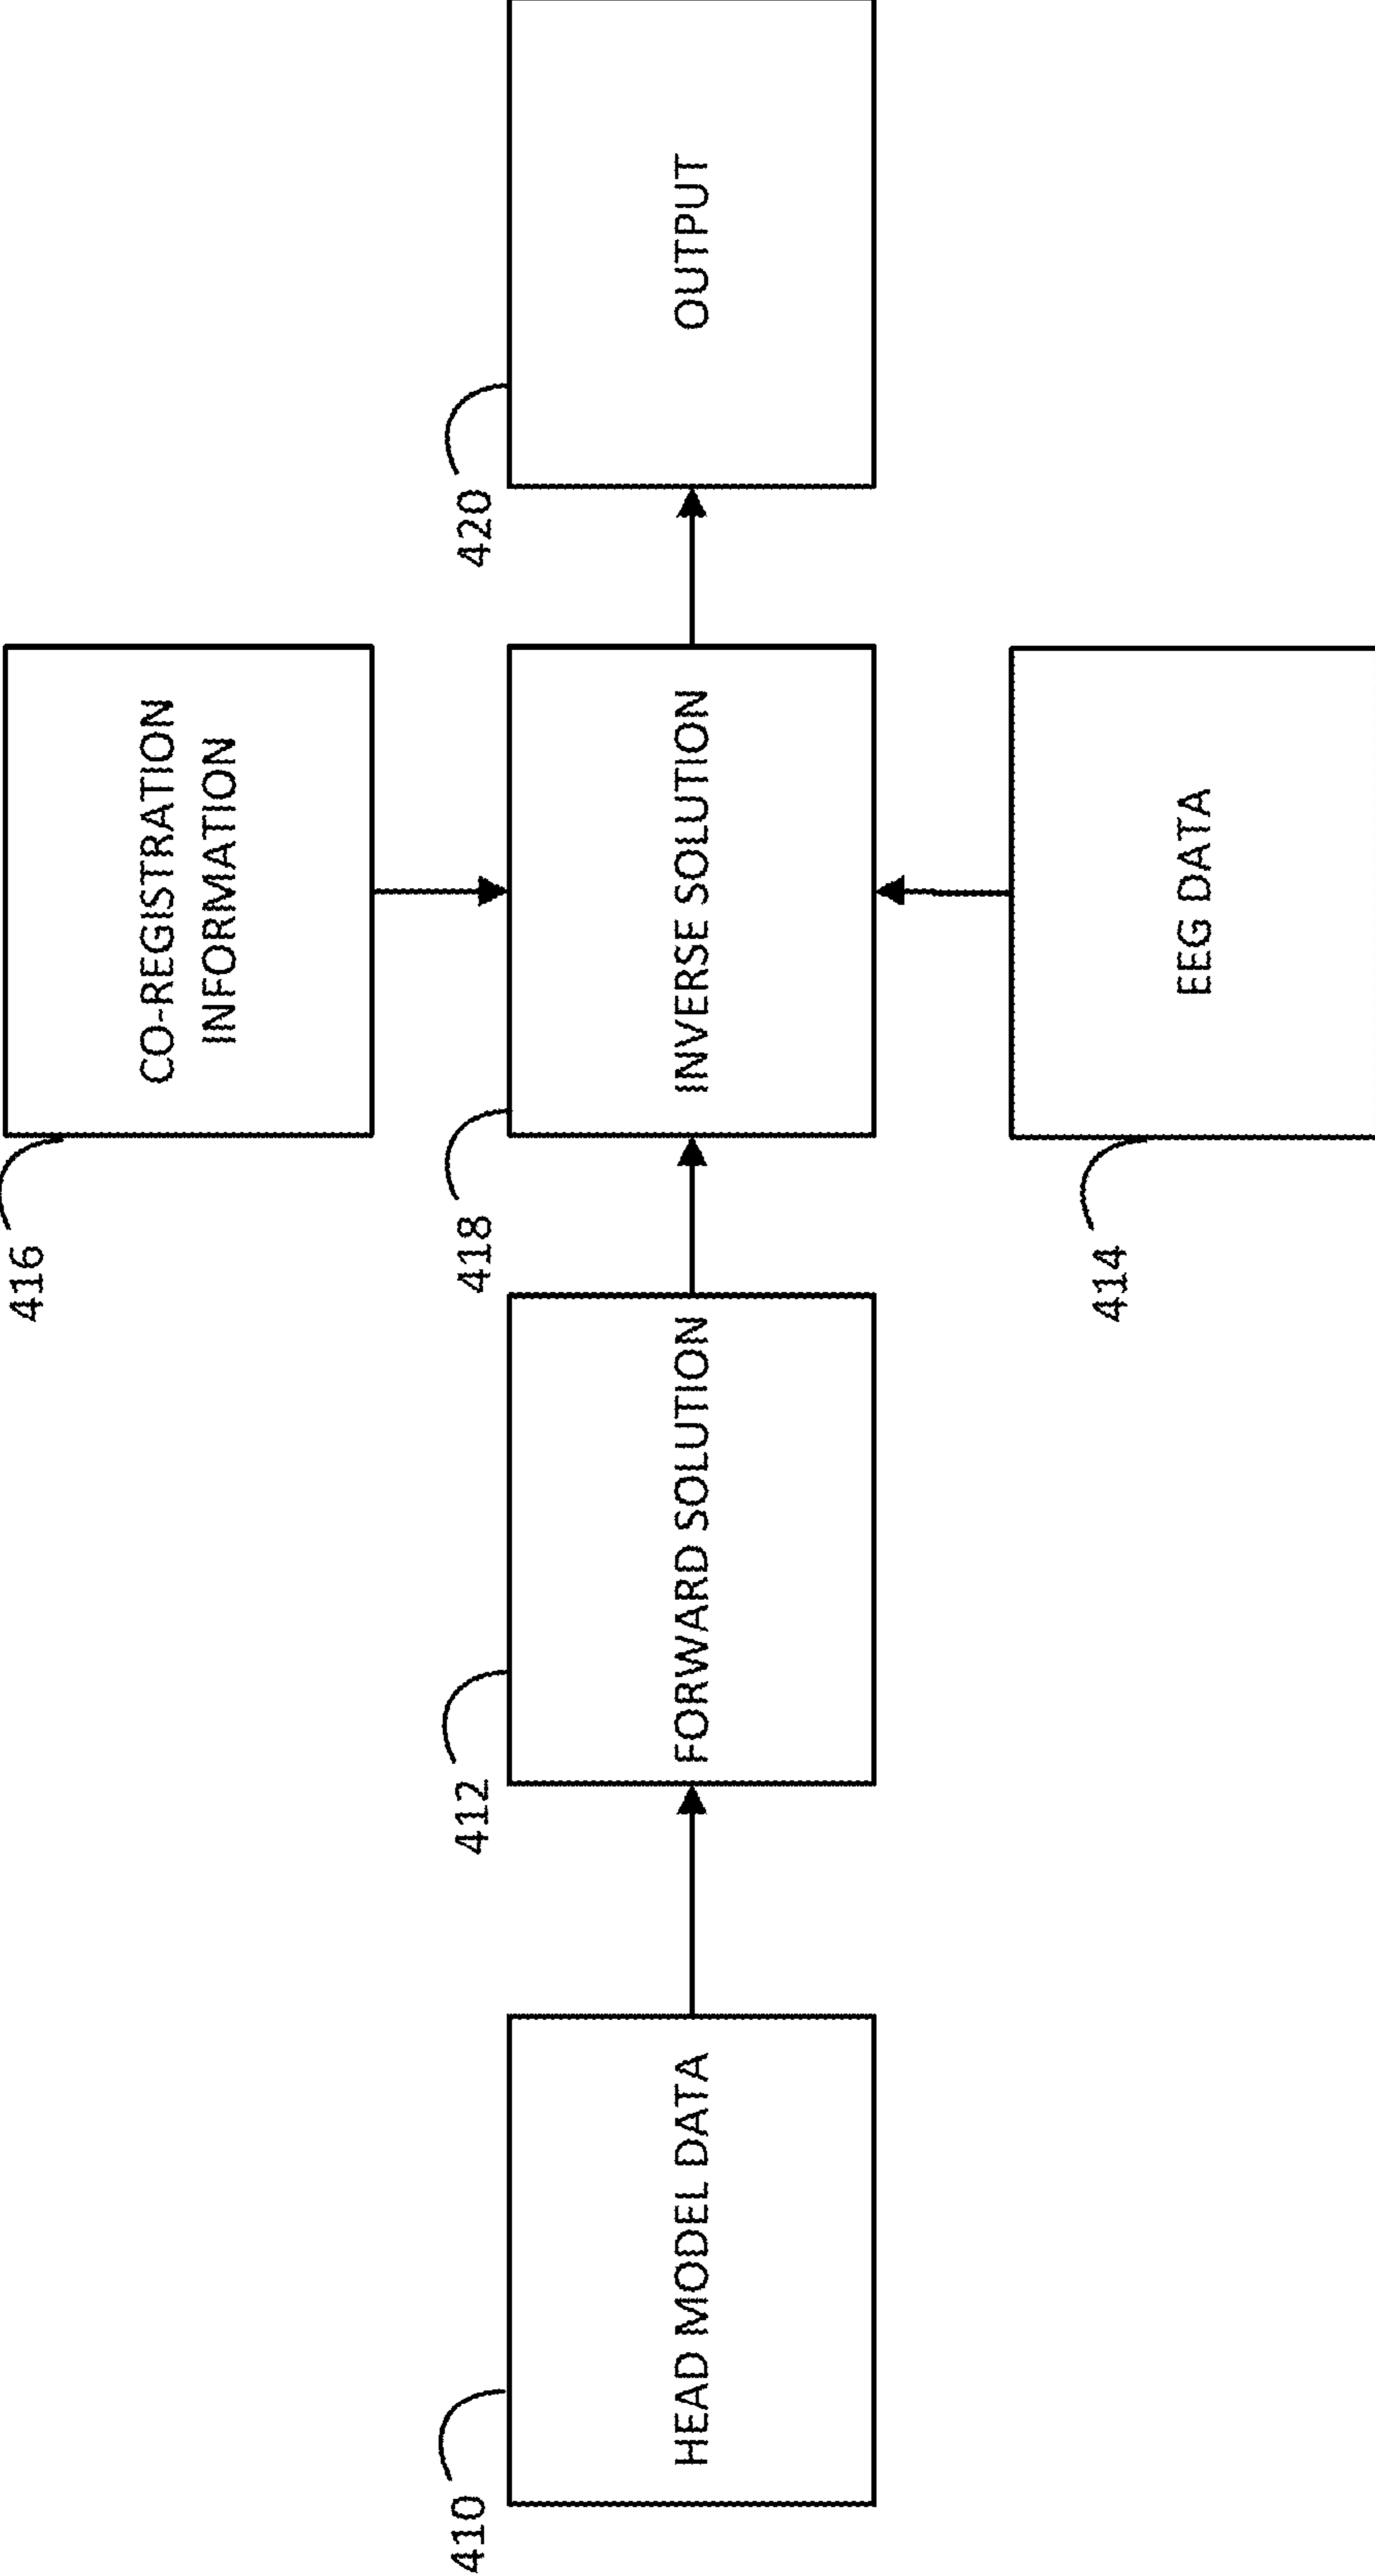 416
CO-REGISTRATION
INFORMATION
410
HEAD MODEL DATA
412
FORWARD SOLUTION
418
INVERSE SOLUTION
420
OUTPUT
414
EEG DATA